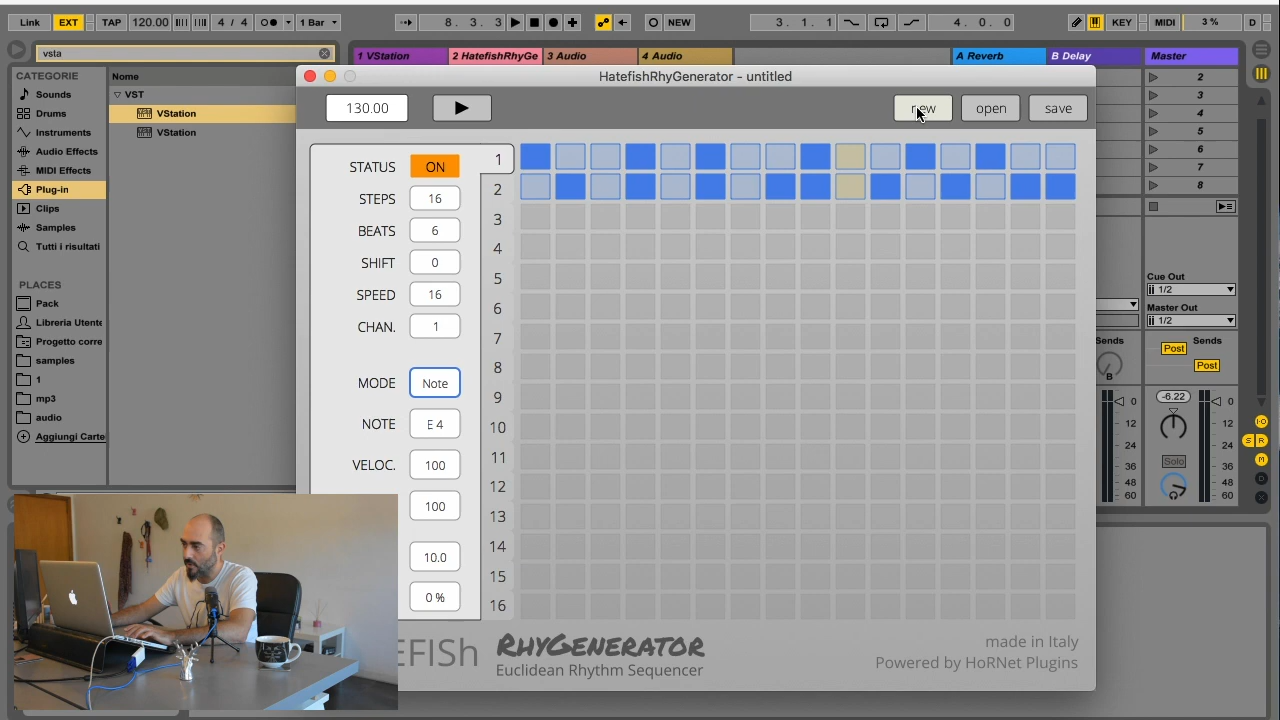 Link EXT TAP 120.00 4 / 4 1 Bar 8. 3. 3 NEW 3. 1. 1 4. 0. 0 KEY MIDI 3 % D
vsta
1 VStation 2 HatefishRhyGe 3 Audio 4 Audio A Reverb B Delay Master
CATEGORIE
Sounds
Drums
Instruments
Audio Effects
MIDI Effects
Plug-in
Clips
Samples
Tutti i risultati
PLACES
Pack
Libreria Utente
Progetto corre
samples
1
mp3
audio
Aggiungi Carte
Nome
VST
VStation
VStation
HatefishRhyGenerator - untitled
130.00 new open save
STATUS ON
STEPS 16
BEATS 6
SHIFT 0
SPEED 16
CHAN. 1
MODE Note
NOTE E 4
VELOC. 100
100
10.0
0 %
1
2
3
4
5
6
7
8
9
10
11
12
13
14
15
16
EFISh RHYGENERATOR
Euclidean Rhythm Sequencer
made in Italy
Powered by HoRNet Plugins
2
3
4
5
6
7
8
Cue Out
1/2
Master Out
1/2
Sends Sends
Post
Post
B
-6.22
0 0
12 12
24 24
36 36
48 48
60 60
Solo
I·O
S R
M
D
X